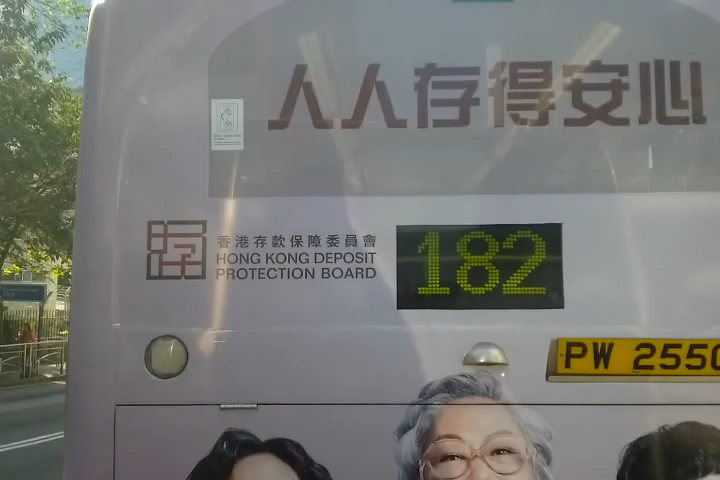 人人存得安心
香港存款保障委員會
HONG KONG DEPOSIT
PROTECTION BOARD
182
PW 2550